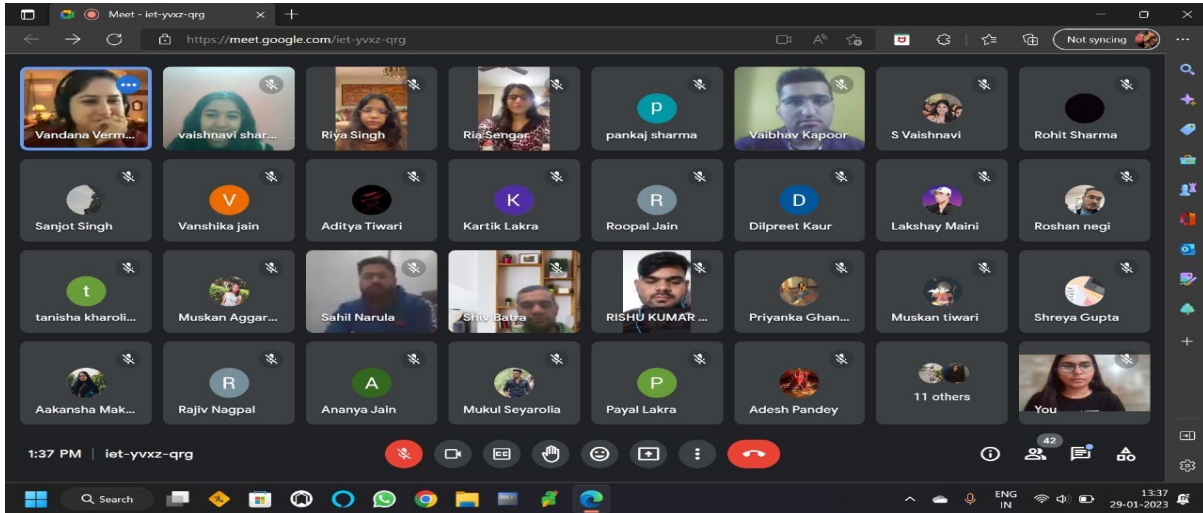 Meet - iet-yvxz-qrg
https://meet.google.com/iet-yvxz-qrg
Not syncing
Vandana Verm...
vaishnavi shar...
Riya Singh
Ria Sengar
p
pankaj sharma
Vaibhav Kapoor
S Vaishnavi
Rohit Sharma
Sanjot Singh
V
Vanshika jain
Aditya Tiwari
K
Kartik Lakra
R
Roopal Jain
D
Dilpreet Kaur
Lakshay Maini
Roshan negi
t
tanisha kharoli...
Muskan Aggar...
Sahil Narula
Shiv Batra
RISHU KUMAR ...
Priyanka Ghan...
Muskan tiwari
Shreya Gupta
Aakansha Mak...
R
Rajiv Nagpal
A
Ananya Jain
Mukul Seyarolia
P
Payal Lakra
Adesh Pandey
11 others
You
1:37 PM | iet-yvxz-qrg
CC
42
Search
ENG
IN
13:37
29-01-2023